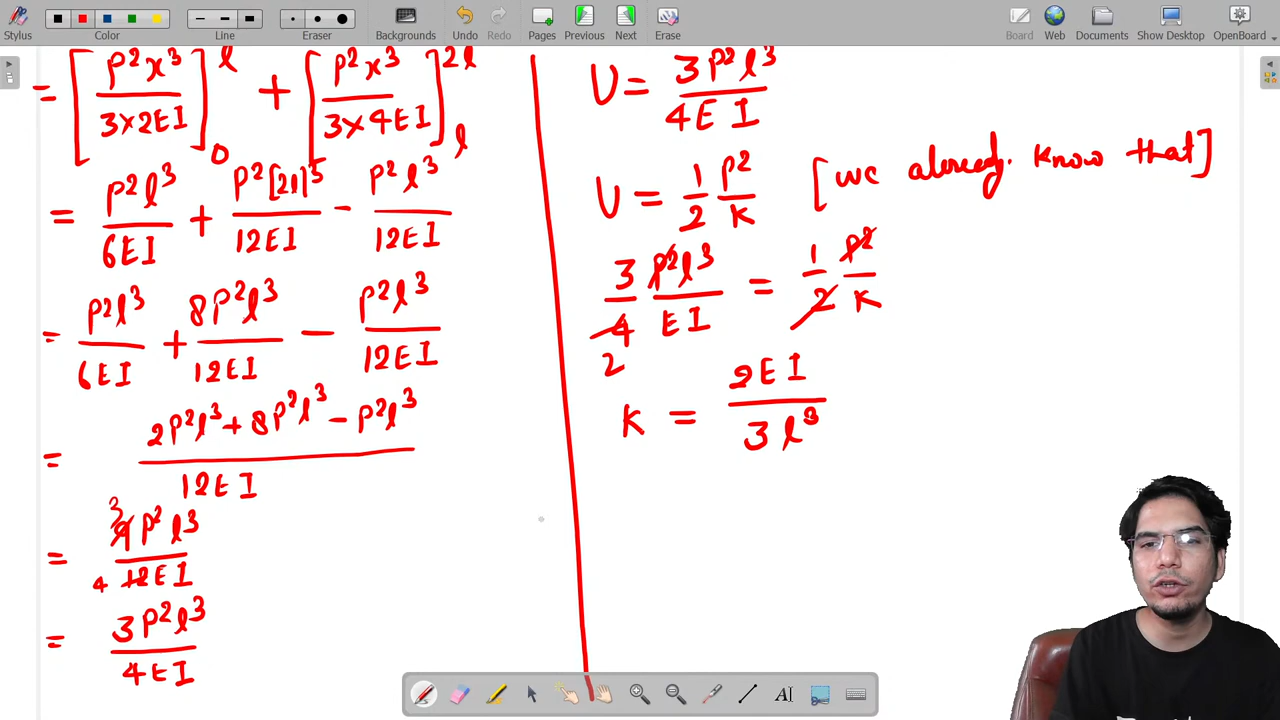 Stylus Color Line Eraser Backgrounds Undo Redo Pages Previous Next Erase Board Web Documents Show Desktop OpenBoard
= [P²x³ / 3×2EI]₀^l + [P²x³ / 3×4EI]_l^2l
= P²l³ / 6EI + P²[2l]³ / 12EI − P²l³ / 12EI
= P²l³ / 6EI + 8P²l³ / 12EI − P²l³ / 12EI
= 2P²l³ + 8P²l³ − P²l³ / 12EI
= 3 9P²l³ / 4 12EI
= 3P²l³ / 4EI
U = 3P²l³ / 4EI
U = 1/2 P²/K [we already know that]
3/4 P²l³ / EI = 1/2 P²/K
2
K = 2EI / 3l³